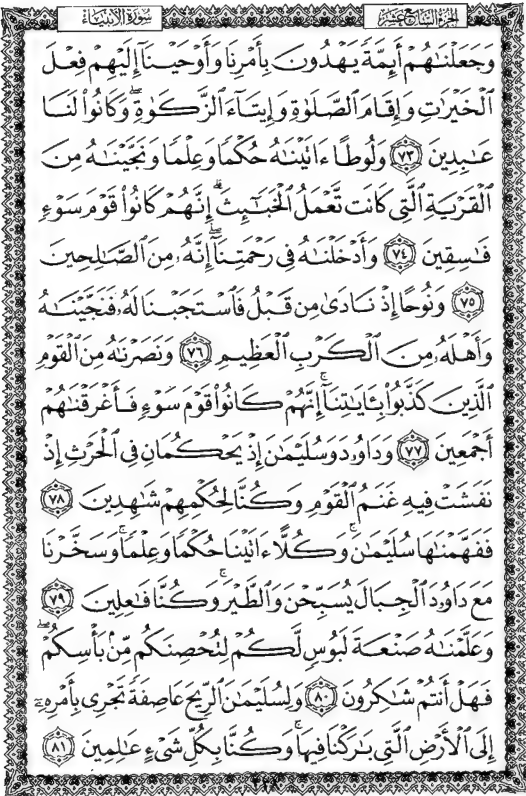 الجزء السابع عشر
سورة الأنبياء
وَجَعَلْنَٰهُمْ أَئِمَّةً يَهْدُونَ بِأَمْرِنَا وَأَوْحَيْنَآ إِلَيْهِمْ فِعْلَ
ٱلْخَيْرَٰتِ وَإِقَامَ ٱلصَّلَوٰةِ وَإِيتَآءَ ٱلزَّكَوٰةِ ۖ وَكَانُوا۟ لَنَا
عَٰبِدِينَ ٧٣ وَلُوطًا ءَاتَيْنَٰهُ حُكْمًا وَعِلْمًا وَنَجَّيْنَٰهُ مِنَ
ٱلْقَرْيَةِ ٱلَّتِى كَانَت تَّعْمَلُ ٱلْخَبَٰٓئِثَ ۗ إِنَّهُمْ كَانُوا۟ قَوْمَ سَوْءٍ
فَٰسِقِينَ ٧٤ وَأَدْخَلْنَٰهُ فِى رَحْمَتِنَآ ۖ إِنَّهُۥ مِنَ ٱلصَّٰلِحِينَ
٧٥ وَنُوحًا إِذْ نَادَىٰ مِن قَبْلُ فَٱسْتَجَبْنَا لَهُۥ فَنَجَّيْنَٰهُ
وَأَهْلَهُۥ مِنَ ٱلْكَرْبِ ٱلْعَظِيمِ ٧٦ وَنَصَرْنَٰهُ مِنَ ٱلْقَوْمِ
ٱلَّذِينَ كَذَّبُوا۟ بِـَٔايَٰتِنَآ ۚ إِنَّهُمْ كَانُوا۟ قَوْمَ سَوْءٍ فَأَغْرَقْنَٰهُمْ
أَجْمَعِينَ ٧٧ وَدَاوُۥدَ وَسُلَيْمَٰنَ إِذْ يَحْكُمَانِ فِى ٱلْحَرْثِ إِذْ
نَفَشَتْ فِيهِ غَنَمُ ٱلْقَوْمِ وَكُنَّا لِحُكْمِهِمْ شَٰهِدِينَ ٧٨
فَفَهَّمْنَٰهَا سُلَيْمَٰنَ ۚ وَكُلًّا ءَاتَيْنَا حُكْمًا وَعِلْمًا ۚ وَسَخَّرْنَا
مَعَ دَاوُۥدَ ٱلْجِبَالَ يُسَبِّحْنَ وَٱلطَّيْرَ ۚ وَكُنَّا فَٰعِلِينَ ٧٩
وَعَلَّمْنَٰهُ صَنْعَةَ لَبُوسٍ لَّكُمْ لِتُحْصِنَكُم مِّنۢ بَأْسِكُمْ ۖ
فَهَلْ أَنتُمْ شَٰكِرُونَ ٨٠ وَلِسُلَيْمَٰنَ ٱلرِّيحَ عَاصِفَةً تَجْرِى بِأَمْرِهِۦٓ
إِلَى ٱلْأَرْضِ ٱلَّتِى بَٰرَكْنَا فِيهَا ۚ وَكُنَّا بِكُلِّ شَىْءٍ عَٰلِمِينَ ٨١
٣٢٨